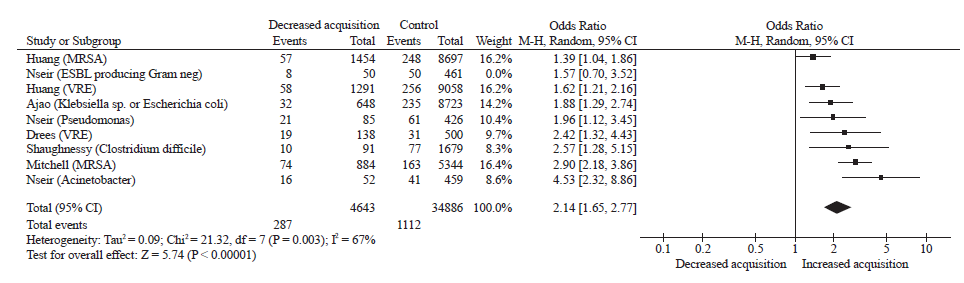 Decreased acquisition Control Odds Ratio Odds Ratio
Study or Subgroup Events Total Events Total Weight M-H, Random, 95% CI M-H, Random, 95% CI
Huang (MRSA) 57 1454 248 8697 16.2% 1.39 [1.04, 1.86]
Nseir (ESBL producing Gram neg) 8 50 50 461 0.0% 1.57 [0.70, 3.52]
Huang (VRE) 58 1291 256 9058 16.2% 1.62 [1.21, 2.16]
Ajao (Klebsiella sp. or Escherichia coli) 32 648 235 8723 14.2% 1.88 [1.29, 2.74]
Nseir (Pseudomonas) 21 85 61 426 10.3% 1.96 [1.12, 3.45]
Drees (VRE) 19 138 31 500 9.7% 2.42 [1.32, 4.43]
Shaughnessy (Clostridium difficile) 10 91 77 1679 8.3% 2.57 [1.28, 5.15]
Mitchell (MRSA) 74 884 163 5344 16.4% 2.90 [2.18, 3.86]
Nseir (Acinetobacter) 16 52 41 459 8.6% 4.53 [2.32, 8.86]
Total (95% CI) 4643 34886 100.0% 2.14 [1.65, 2.77]
Total events 287 1112
Heterogeneity: Tau² = 0.09; Chi² = 21.32, df = 7 (P = 0.003); I² = 67%
Test for overall effect: Z = 5.74 (P < 0.00001)
0.1 0.2 0.5 1 2 5 10
Decreased acquisition Increased acquisition